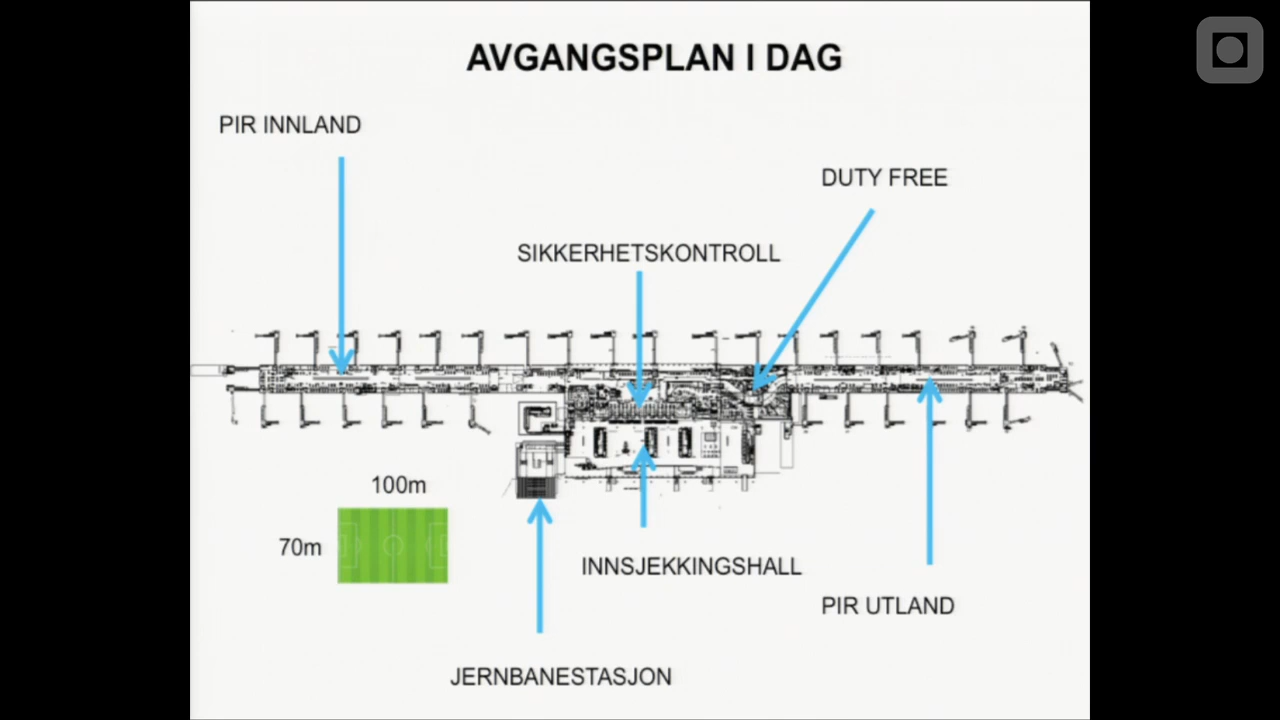 AVGANGSPLAN I DAG
PIR INNLAND
DUTY FREE
SIKKERHETSKONTROLL
100m
70m
INNSJEKKINGSHALL
PIR UTLAND
JERNBANESTASJON